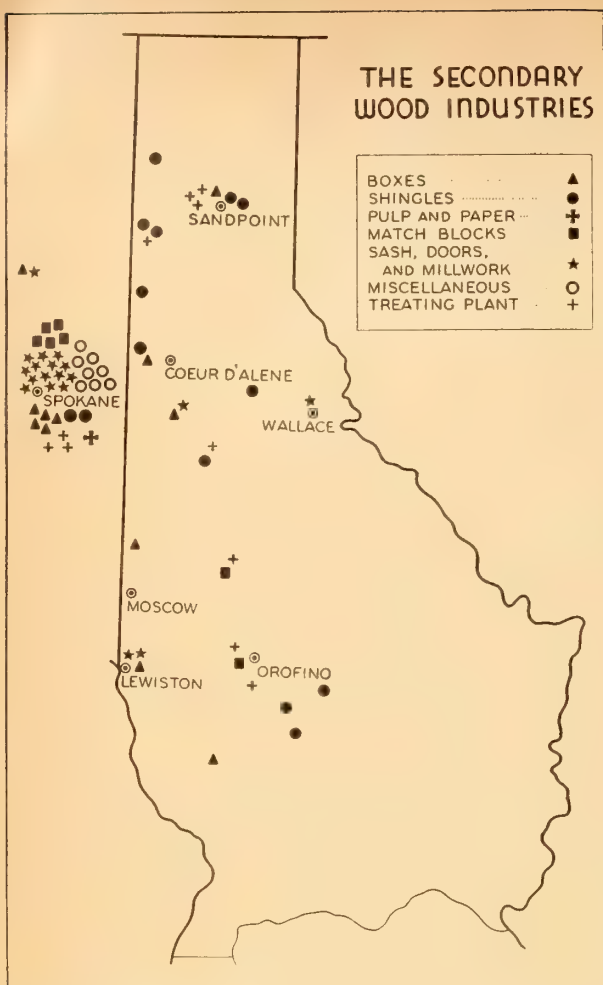 THE SECONDARY
WOOD INDUSTRIES
BOXES
SHINGLES
PULP AND PAPER
MATCH BLOCKS
SASH, DOORS,
AND MILLWORK
MISCELLANEOUS
TREATING PLANT
SANDPOINT
COEUR D'ALENE
SPOKANE
WALLACE
MOSCOW
OROFINO
LEWISTON